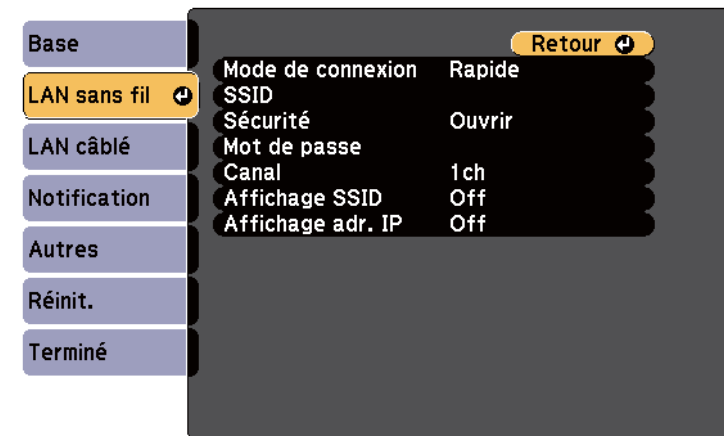 Base
LAN sans fil
LAN câblé
Notification
Autres
Réinit.
Terminé
Retour
Mode de connexion Rapide
SSID
Sécurité Ouvrir
Mot de passe
Canal 1ch
Affichage SSID Off
Affichage adr. IP Off